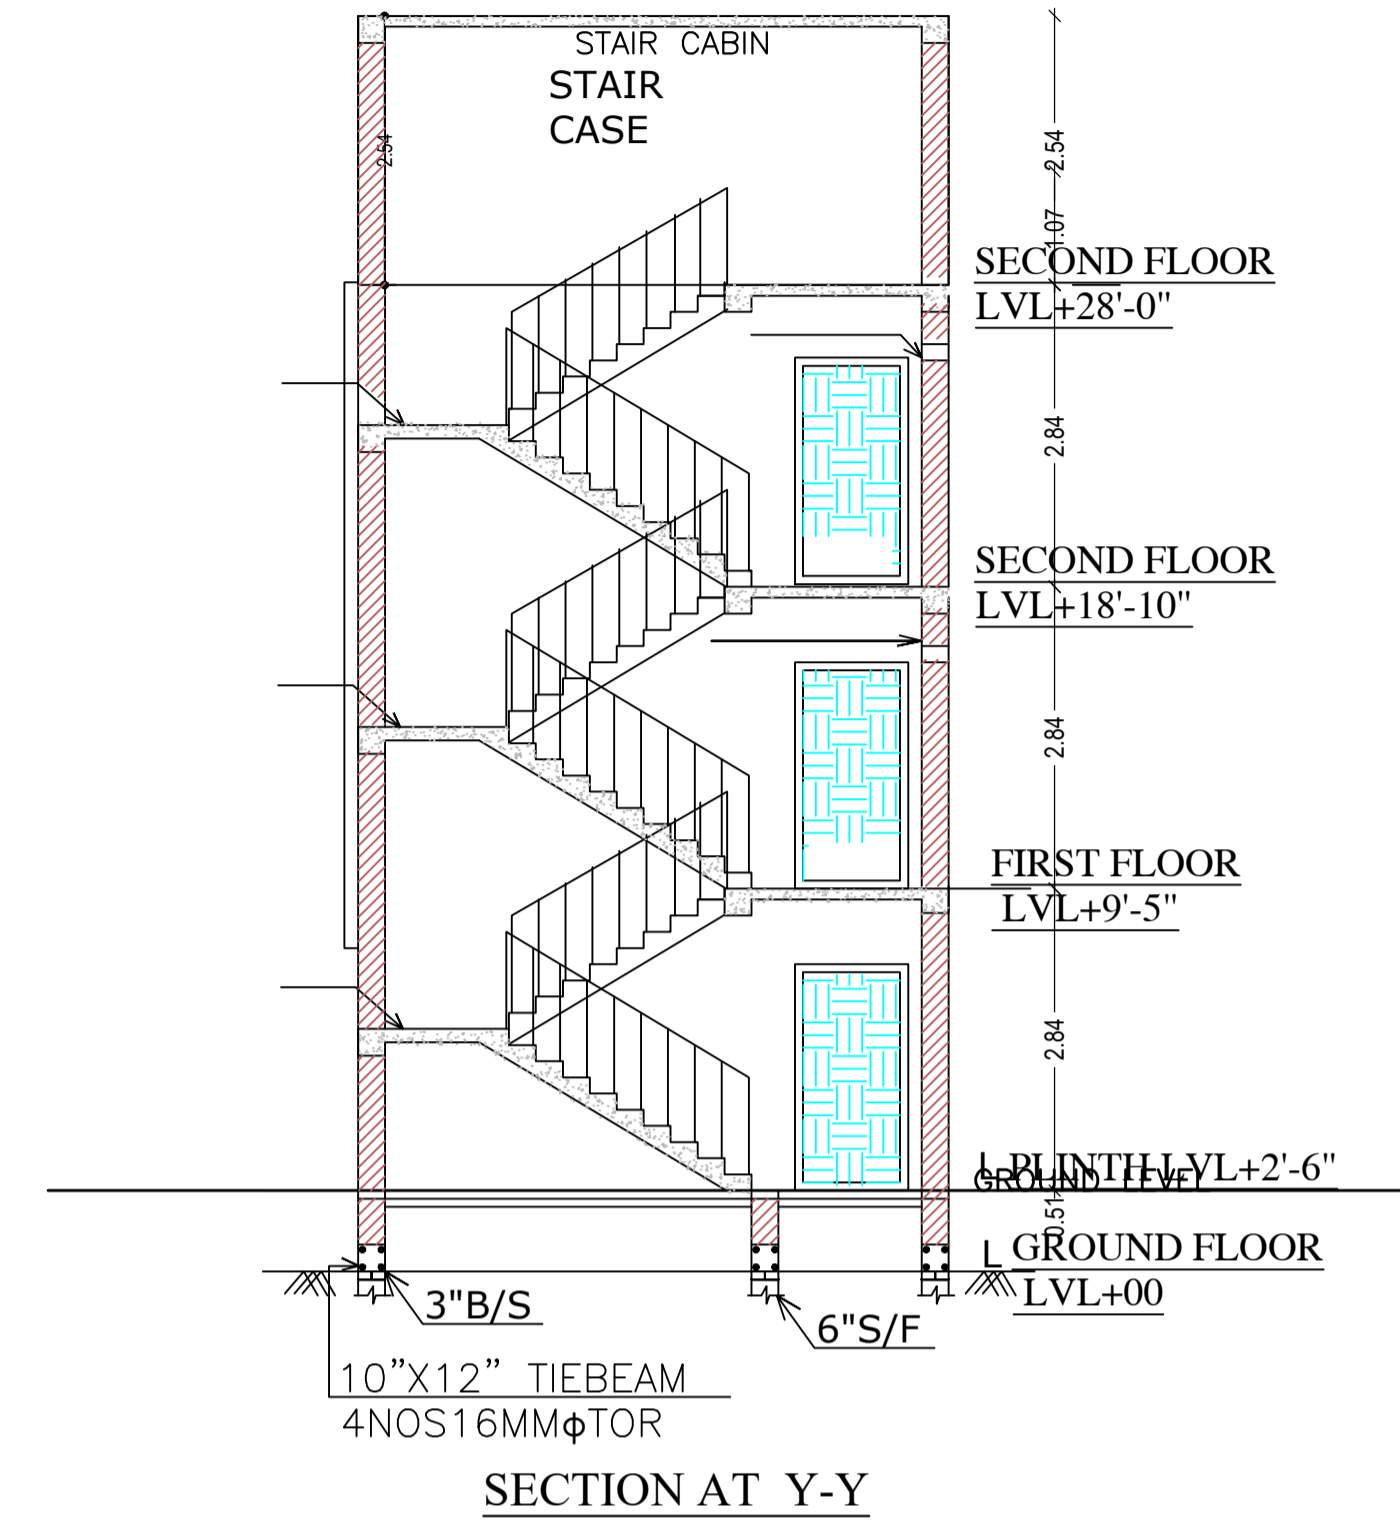 STAIR CABIN
STAIR
CASE
2.54
2.54
1.07
SECOND FLOOR
LVL+28'-0"
2.84
SECOND FLOOR
LVL+18'-10"
2.84
FIRST FLOOR
LVL+9'-5"
2.84
L PLINTH LVL+2'-6"
GROUND LEVEL
0.51
L GROUND FLOOR
LVL+00
3"B/S
6"S/F
10”X12” TIEBEAM
4NOS16MMϕTOR
SECTION AT Y-Y